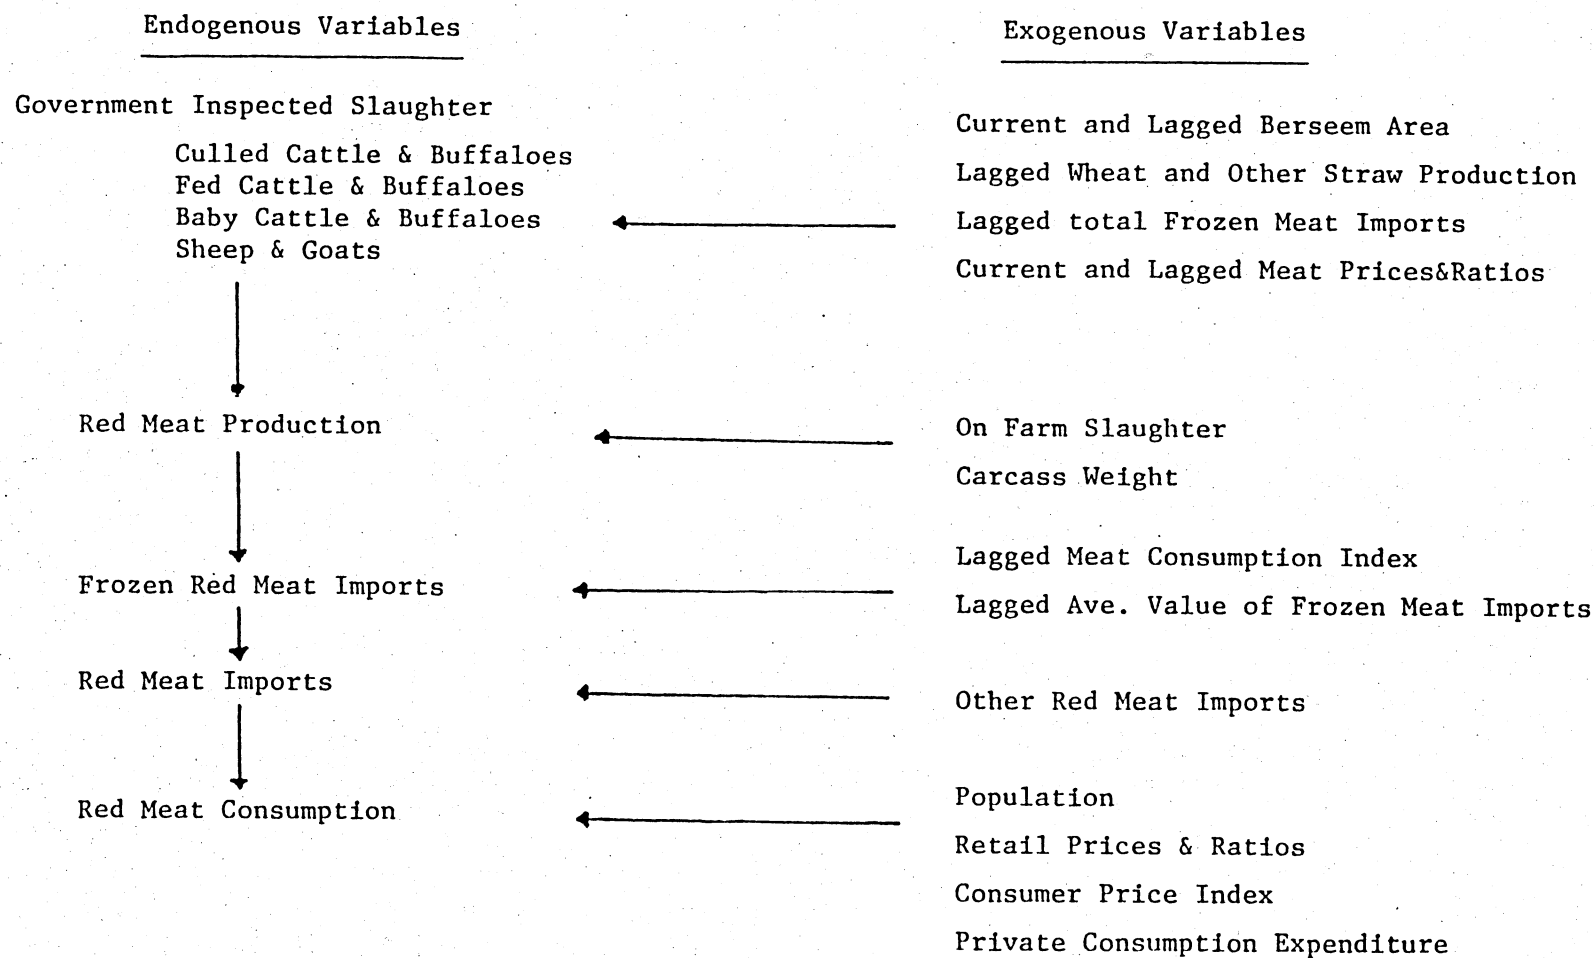 Endogenous Variables
Government Inspected Slaughter
Culled Cattle & Buffaloes
Fed Cattle & Buffaloes
Baby Cattle & Buffaloes
Sheep & Goats
Red Meat Production
Frozen Red Meat Imports
Red Meat Imports
Red Meat Consumption
Exogenous Variables
Current and Lagged Berseem Area
Lagged Wheat and Other Straw Production
Lagged total Frozen Meat Imports
Current and Lagged Meat Prices&Ratios
On Farm Slaughter
Carcass Weight
Lagged Meat Consumption Index
Lagged Ave. Value of Frozen Meat Imports
Other Red Meat Imports
Population
Retail Prices & Ratios
Consumer Price Index
Private Consumption Expenditure